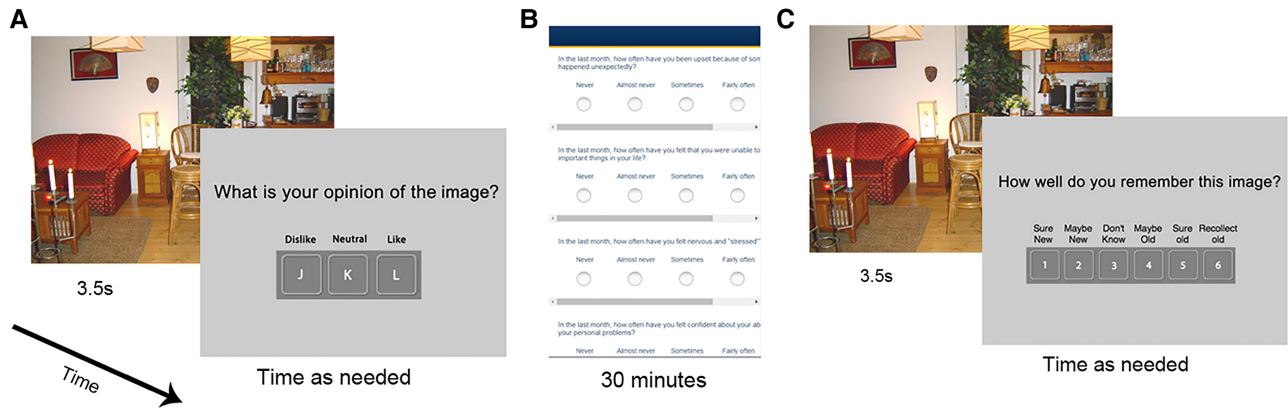 A
What is your opinion of the image?
Dislike Neutral Like
J K L
3.5s
Time
Time as needed
B
In the last month, how often have you been upset because of
happened unexpectedly?
Never Almost never Sometimes Fairly often
In the last month, how often have you felt that you were unable to
important things in your life?
Never Almost never Sometimes Fairly often
In the last month, how often have you felt nervous and "stressed"
Never Almost never Sometimes Fairly often
In the last month, how often have you felt confident about your ab
your personal problems?
Never Almost never Sometimes Fairly often
30 minutes
C
How well do you remember this image?
Sure Maybe Don't Maybe Sure Recollect
New New Know Old old old
1 2 3 4 5 6
3.5s
Time as needed